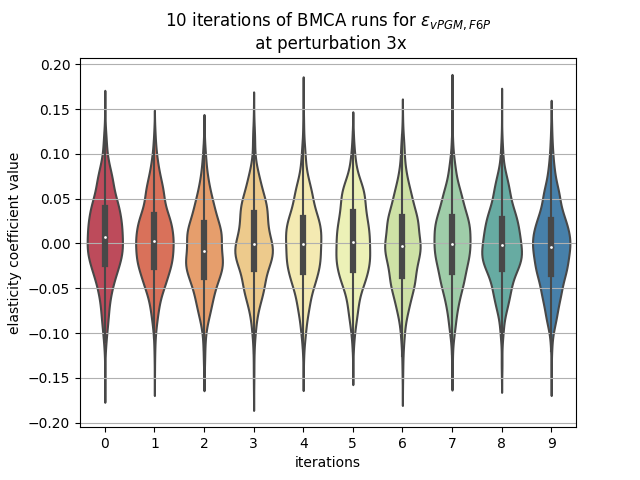 10 iterations of BMCA runs for ε_{vPGM, F6P}
at perturbation 3x
0.20
0.15
0.10
0.05
0.00
−0.05
−0.10
−0.15
−0.20
elasticity coefficient value
0 1 2 3 4 5 6 7 8 9
iterations